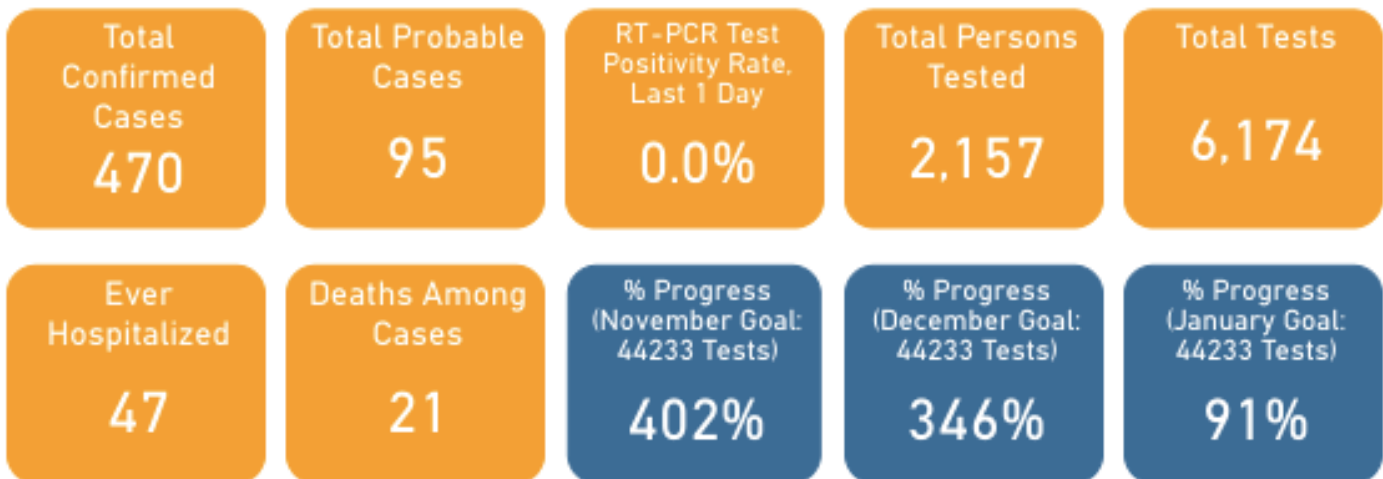 Total
Confirmed
Cases
470
Total Probable
Cases
95
RT-PCR Test
Positivity Rate,
Last 1 Day
0.0%
Total Persons
Tested
2,157
Total Tests
6,174
Ever
Hospitalized
47
Deaths Among
Cases
21
% Progress
(November Goal:
44233 Tests)
402%
% Progress
(December Goal:
44233 Tests)
346%
% Progress
(January Goal:
44233 Tests)
91%